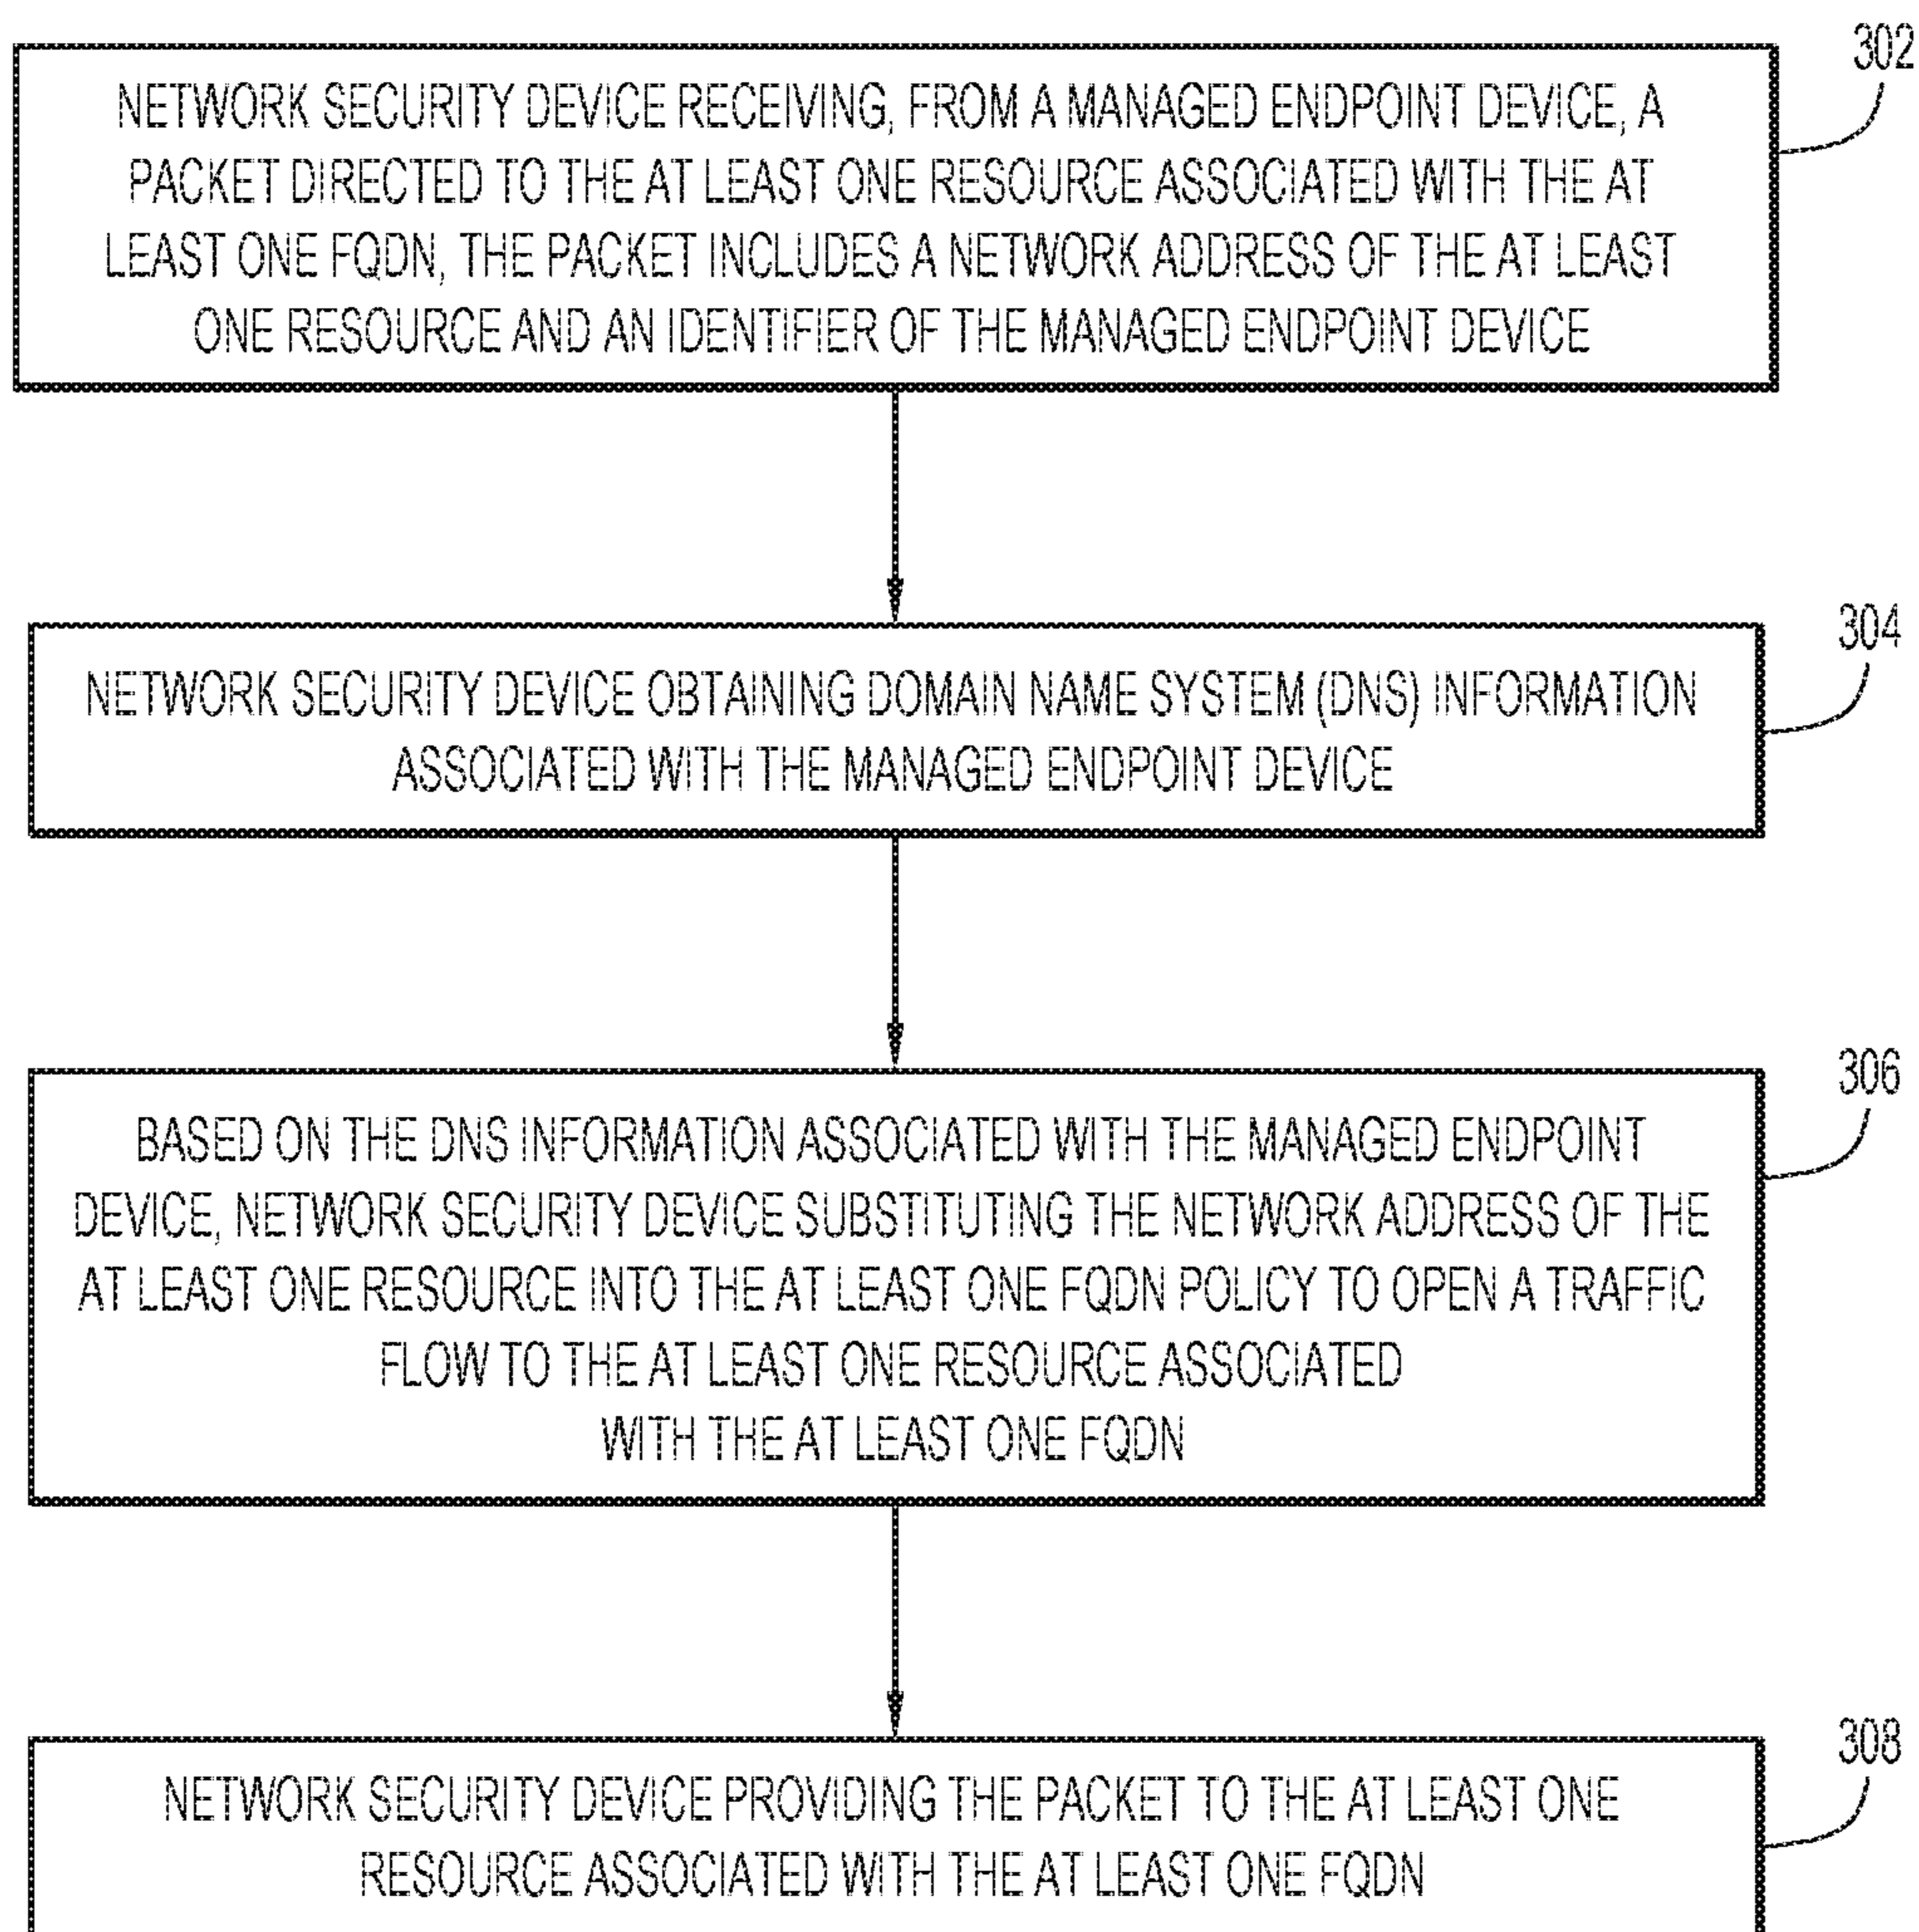 302
NETWORK SECURITY DEVICE RECEIVING, FROM A MANAGED ENDPOINT DEVICE, A
PACKET DIRECTED TO THE AT LEAST ONE RESOURCE ASSOCIATED WITH THE AT
LEAST ONE FQDN, THE PACKET INCLUDES A NETWORK ADDRESS OF THE AT LEAST
ONE RESOURCE AND AN IDENTIFIER OF THE MANAGED ENDPOINT DEVICE
304
NETWORK SECURITY DEVICE OBTAINING DOMAIN NAME SYSTEM (DNS) INFORMATION
ASSOCIATED WITH THE MANAGED ENDPOINT DEVICE
306
BASED ON THE DNS INFORMATION ASSOCIATED WITH THE MANAGED ENDPOINT
DEVICE, NETWORK SECURITY DEVICE SUBSTITUTING THE NETWORK ADDRESS OF THE
AT LEAST ONE RESOURCE INTO THE AT LEAST ONE FQDN POLICY TO OPEN A TRAFFIC
FLOW TO THE AT LEAST ONE RESOURCE ASSOCIATED
WITH THE AT LEAST ONE FQDN
308
NETWORK SECURITY DEVICE PROVIDING THE PACKET TO THE AT LEAST ONE
RESOURCE ASSOCIATED WITH THE AT LEAST ONE FQDN